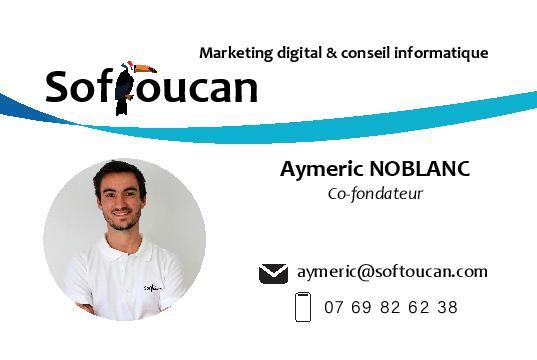 Marketing digital & conseil informatique
Softoucan
Aymeric NOBLANC
Co-fondateur
aymeric@softoucan.com
07 69 82 62 38